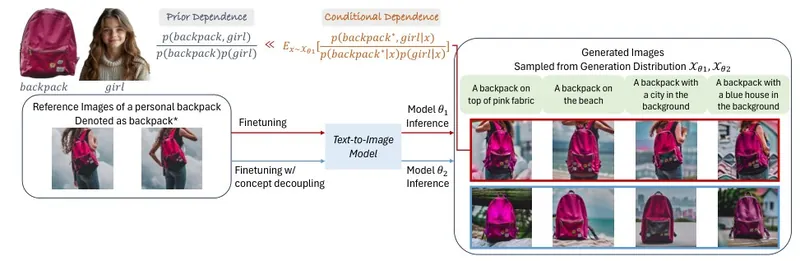 Prior Dependence
Conditional Dependence
p(backpack, girl)
p(backpack)p(girl)
≪
E_{x~X_{θ1}}[p(backpack*, girl|x)
p(backpack*|x)p(girl|x)]
backpack
girl
Reference Images of a personal backpack
Denoted as backpack*
Finetuning
Finetuning w/
concept decoupling
Text-to-Image
Model
Model θ1
Inference
Model θ2
Inference
Generated Images
Sampled from Generation Distribution X_{θ1}, X_{θ2}
A backpack on
top of pink fabric
A backpack
on the beach
A backpack with
a city in the
background
A backpack with
a blue house in
the background